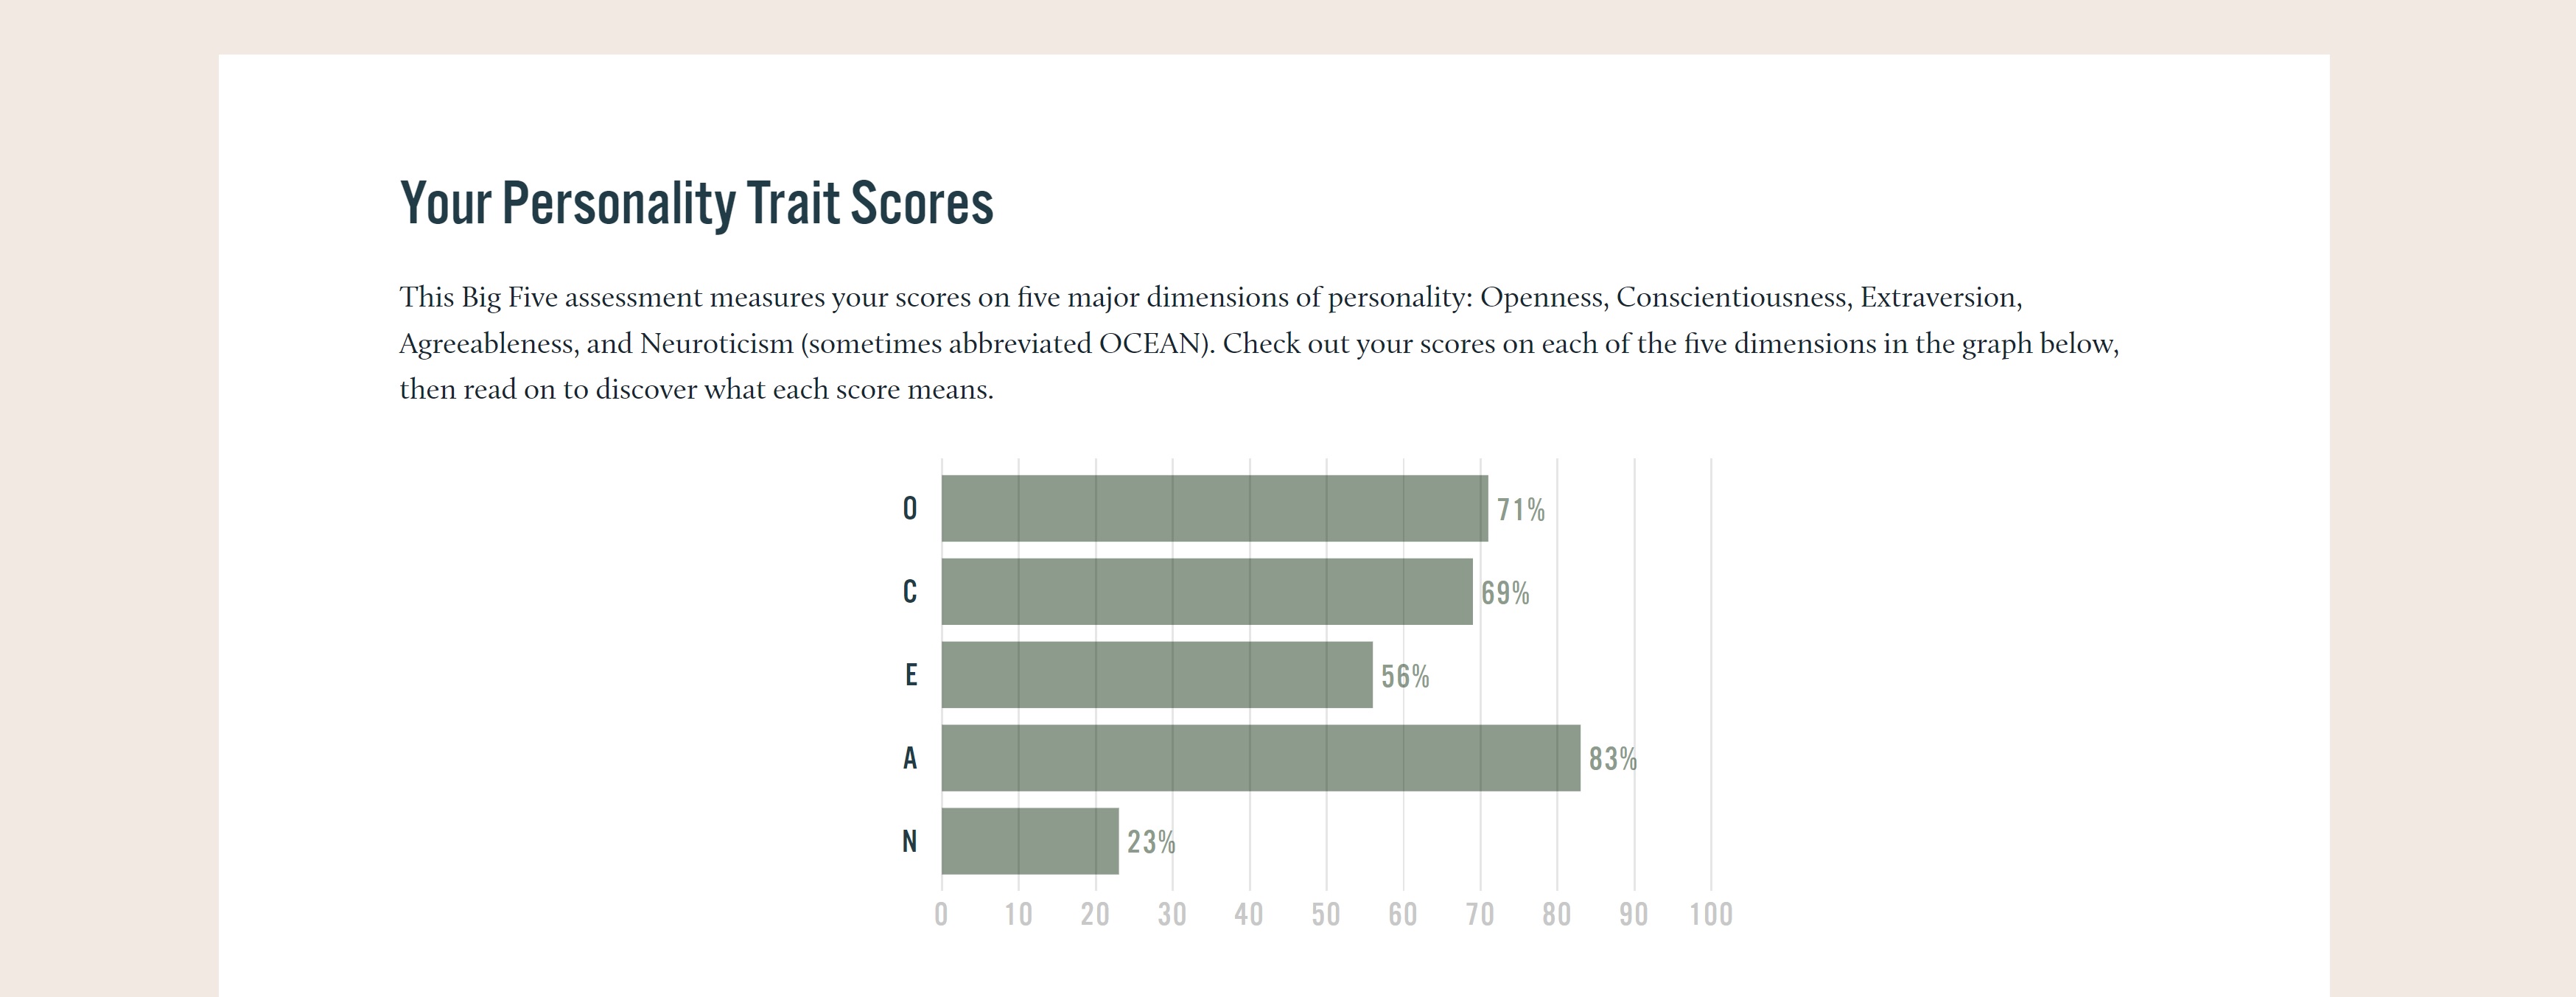 Your Personality Trait Scores
This Big Five assessment measures your scores on five major dimensions of personality: Openness, Conscientiousness, Extraversion,
Agreeableness, and Neuroticism (sometimes abbreviated OCEAN). Check out your scores on each of the five dimensions in the graph below,
then read on to discover what each score means.
O 71%
C 69%
E 56%
A 83%
N 23%
0 10 20 30 40 50 60 70 80 90 100